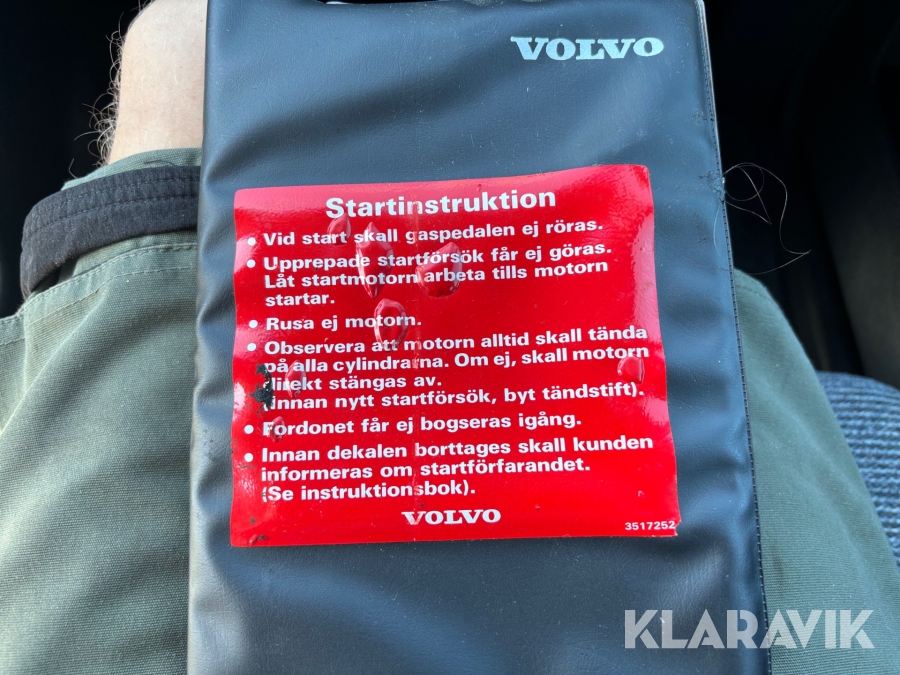 VOLVO
Startinstruktion
• Vid start skall gaspedalen ej röras.
• Upprepade startförsök får ej göras.
Låt startmotorn arbeta tills motorn
startar.
• Rusa ej motorn.
• Observera att motorn alltid skall tända
på alla cylindrarna. Om ej, skall motorn
direkt stängas av.
(Innan nytt startförsök, byt tändstift).
• Fordonet får ej bogseras igång.
• Innan dekalen borttages skall kunden
informeras om startförfarandet.
(Se instruktionsbok).
VOLVO
3517252
KLARAVIK